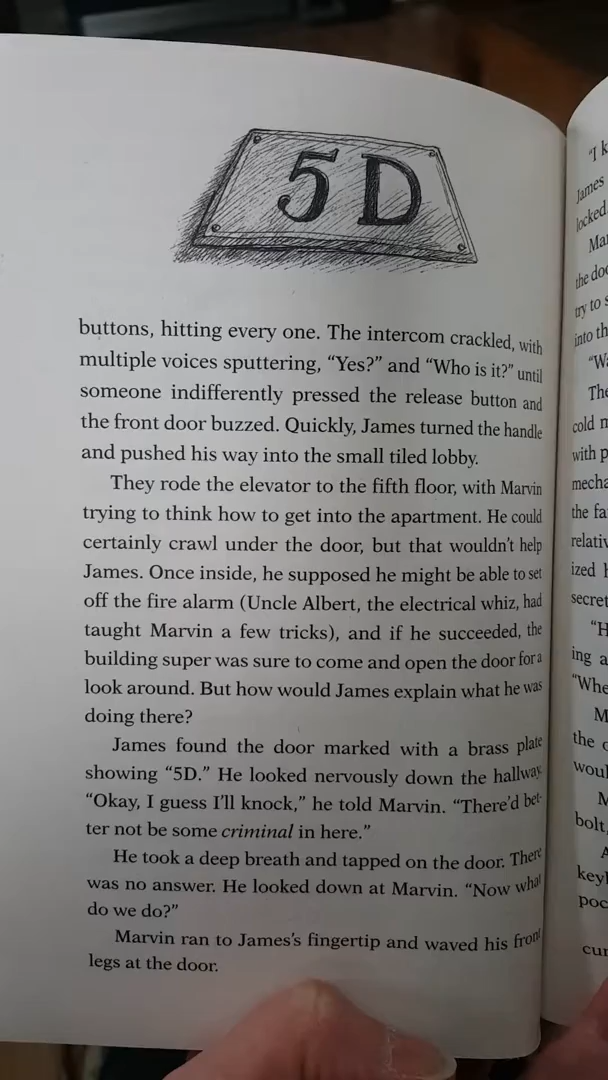 5D
buttons, hitting every one. The intercom crackled, with
multiple voices sputtering, “Yes?” and “Who is it?” until
someone indifferently pressed the release button and
the front door buzzed. Quickly, James turned the handle
and pushed his way into the small tiled lobby.
They rode the elevator to the fifth floor, with Marvin
trying to think how to get into the apartment. He could
certainly crawl under the door, but that wouldn’t help
James. Once inside, he supposed he might be able to set
off the fire alarm (Uncle Albert, the electrical whiz, had
taught Marvin a few tricks), and if he succeeded, the
building super was sure to come and open the door for a
look around. But how would James explain what he was
doing there?
James found the door marked with a brass plate
showing “5D.” He looked nervously down the hallway.
“Okay, I guess I’ll knock,” he told Marvin. “There’d bet-
ter not be some criminal in here.”
He took a deep breath and tapped on the door. There
was no answer. He looked down at Marvin. “Now what
do we do?”
Marvin ran to James’s fingertip and waved his front
legs at the door.
“I
James
locked
the
try to
into th
“W
The
cold
with
the
ized
secret
“H
ing a
“Whe
M
the
M
bolt,
A